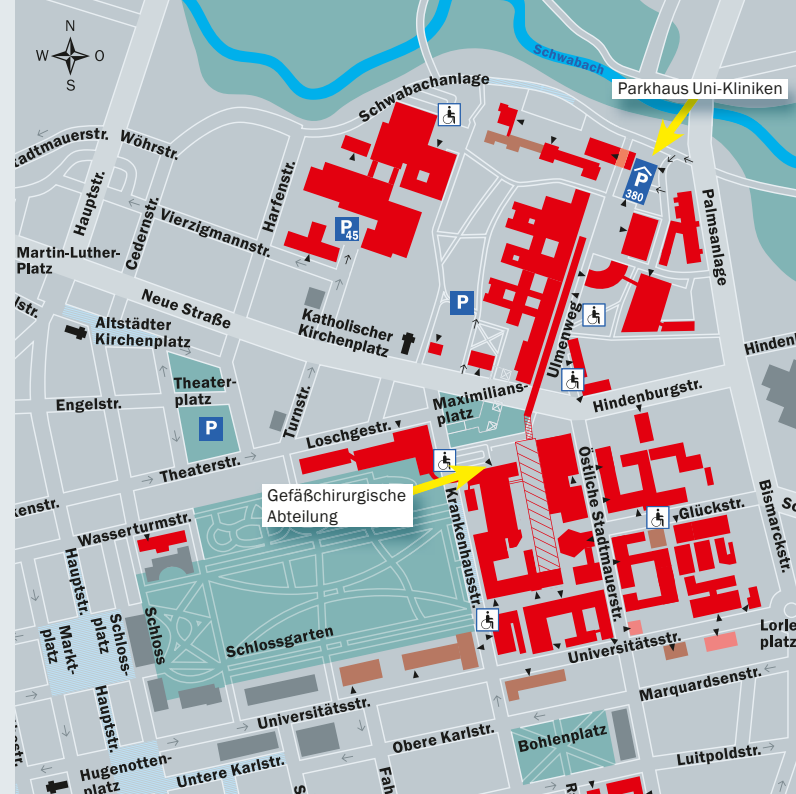 N
W O
S
Schwabach
Parkhaus Uni-Kliniken
Schwabachanlage
Wöhrstr.
Hauptstr.
Cedernstr.
Harfenstr.
Vierzigmannstr.
P
380
P
45
Palmsanlage
Martin-Luther-
Platz
Neue Straße
Altstädter
Kirchenplatz
Katholischer
Kirchenplatz
P
Ulmenweg
Theater-
platz
P
Engelstr.
Turnstr.
Maximilians-
platz
Hindenburgstr.
Loschgestr.
Theaterstr.
Gefäßchirurgische
Abteilung
Krankenhausstr.
Östliche Stadtmauerstr.
Glückstr.
Bismarckstr.
Wasserturmstr.
Hauptstr.
Markt-
platz
Schloss-
platz
Schloss
Schlossgarten
Universitätsstr.
platz
Hauptstr.
Universitätsstr.
Marquardsenstr.
Obere Karlstr.
Bohlenplatz
Luitpoldstr.
Hugenotten-
platz
Untere Karlstr.